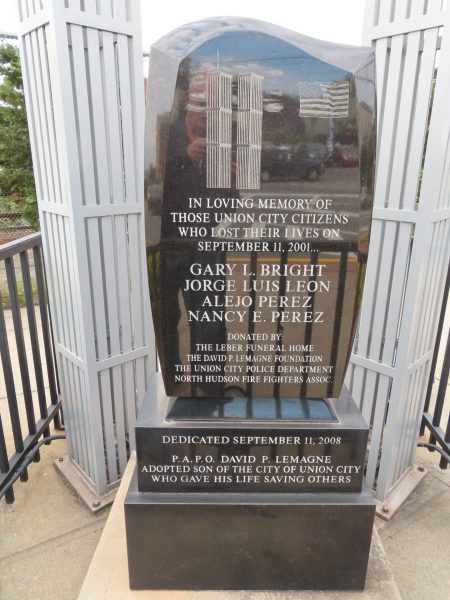 IN LOVING MEMORY OF
THOSE UNION CITY CITIZENS
WHO LOST THEIR LIVES ON
SEPTEMBER 11, 2001...
GARY L. BRIGHT
JORGE LUIS LEON
ALEJO PEREZ
NANCY E. PEREZ
DONATED BY:
THE LEBER FUNERAL HOME
THE DAVID P. LEMAGNE FOUNDATION
THE UNION CITY POLICE DEPARTMENT
NORTH HUDSON FIRE FIGHTERS ASSOC.
DEDICATED SEPTEMBER 11, 2008
P.A.P.O. DAVID P. LEMAGNE
ADOPTED SON OF THE CITY OF UNION CITY
WHO GAVE HIS LIFE SAVING OTHERS